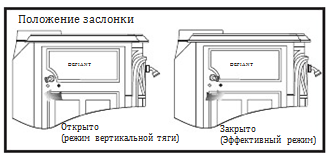 Положение заслонки
DEFIANT
DEFIANT
Открыто
(режим вертикальной тяги)
Закрыто
(Эффективный режим)